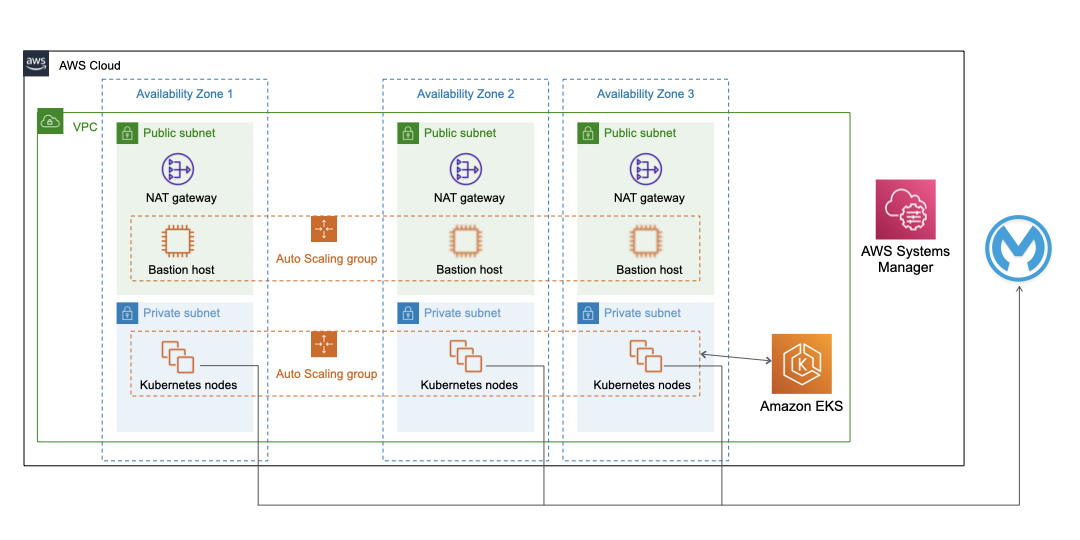 aws
AWS Cloud
Availability Zone 1
Availability Zone 2
Availability Zone 3
VPC
Public subnet
Public subnet
Public subnet
NAT gateway
NAT gateway
NAT gateway
Auto Scaling group
Bastion host
Bastion host
Bastion host
AWS Systems
Manager
Private subnet
Private subnet
Private subnet
Auto Scaling group
Kubernetes nodes
Kubernetes nodes
Kubernetes nodes
K
Amazon EKS